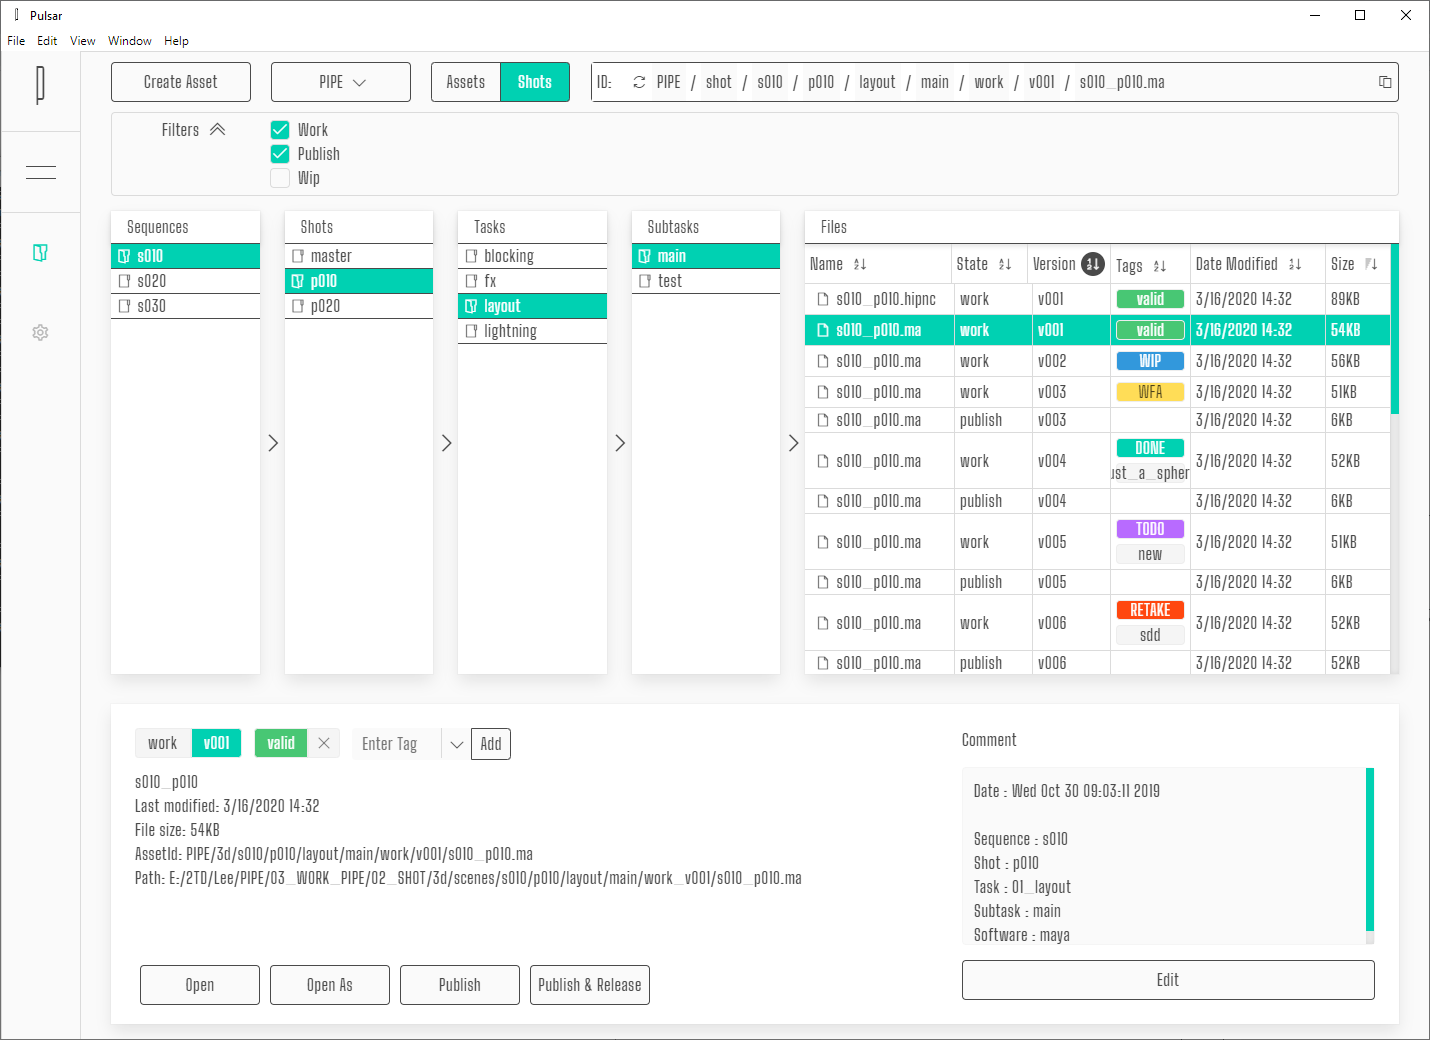 Pulsar
File Edit View Window Help
Create Asset PIPE Assets Shots ID: PIPE / shot / s010 / p010 / layout / main / work / v001 / s010_p010.ma
Filters Work
Publish
Wip
Sequences Shots Tasks Subtasks Files
s010 master blocking main
s020 p010 fx test
s030 p020 layout
lightning
Name State Version Tags Date Modified Size
s010_p010.hipnc work v001 valid 3/16/2020 14:32 89KB
s010_p010.ma work v001 valid 3/16/2020 14:32 54KB
s010_p010.ma work v002 WIP 3/16/2020 14:32 56KB
s010_p010.ma work v003 WFA 3/16/2020 14:32 51KB
s010_p010.ma publish v003 3/16/2020 14:32 6KB
s010_p010.ma work v004 DONE 3/16/2020 14:32 52KB
ust_a_spher
s010_p010.ma publish v004 3/16/2020 14:32 6KB
s010_p010.ma work v005 TODO 3/16/2020 14:32 51KB
new
s010_p010.ma publish v005 3/16/2020 14:32 6KB
s010_p010.ma work v006 RETAKE 3/16/2020 14:32 52KB
sdd
s010_p010.ma publish v006 3/16/2020 14:32 52KB
work v001 valid Enter Tag Add
s010_p010
Last modified: 3/16/2020 14:32
File size: 54KB
AssetId: PIPE/3d/s010/p010/layout/main/work/v001/s010_p010.ma
Path: E:/2TD/Lee/PIPE/03_WORK_PIPE/02_SHOT/3d/scenes/s010/p010/layout/main/work_v001/s010_p010.ma
Open Open As Publish Publish & Release
Comment
Date : Wed Oct 30 09:03:11 2019
Sequence : s010
Shot : p010
Task : 01_layout
Subtask : main
Software : maya
Edit